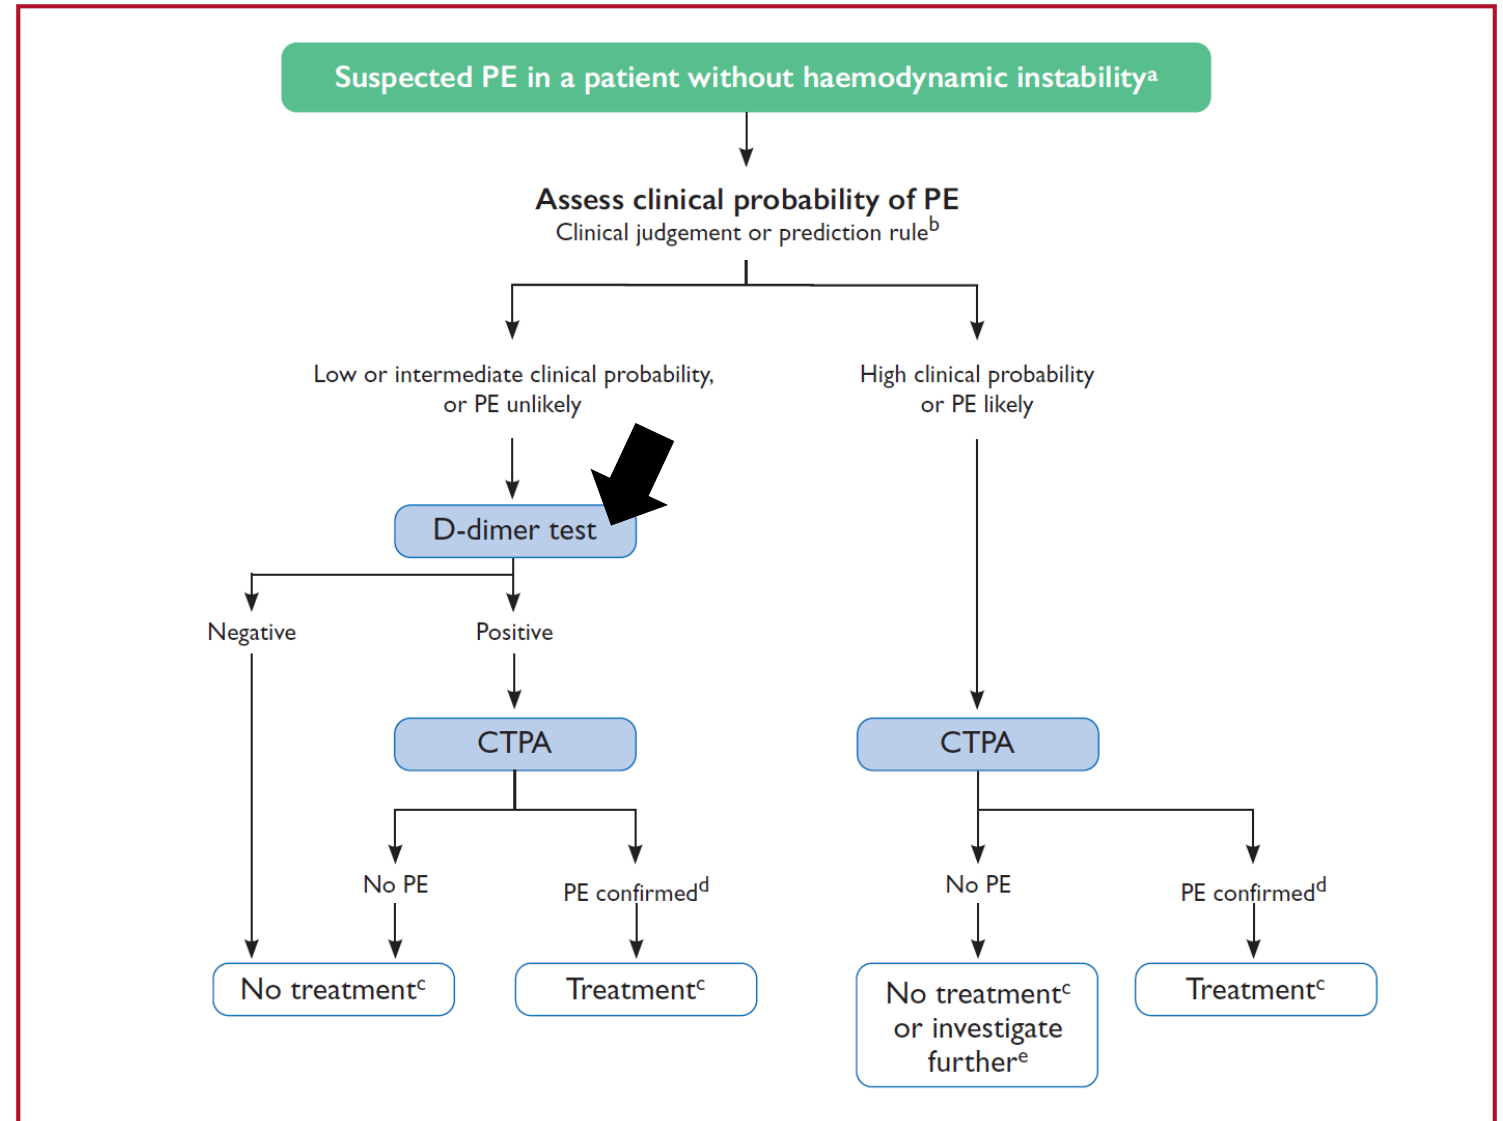 Suspected PE in a patient without haemodynamic instabilityᵃ
Assess clinical probability of PE
Clinical judgement or prediction ruleᵇ
Low or intermediate clinical probability,
or PE unlikely
High clinical probability
or PE likely
D-dimer test
Negative
Positive
CTPA
CTPA
No PE
PE confirmedᵈ
No PE
PE confirmedᵈ
No treatmentᶜ
Treatmentᶜ
No treatmentᶜ
or investigate
furtherᵉ
Treatmentᶜ